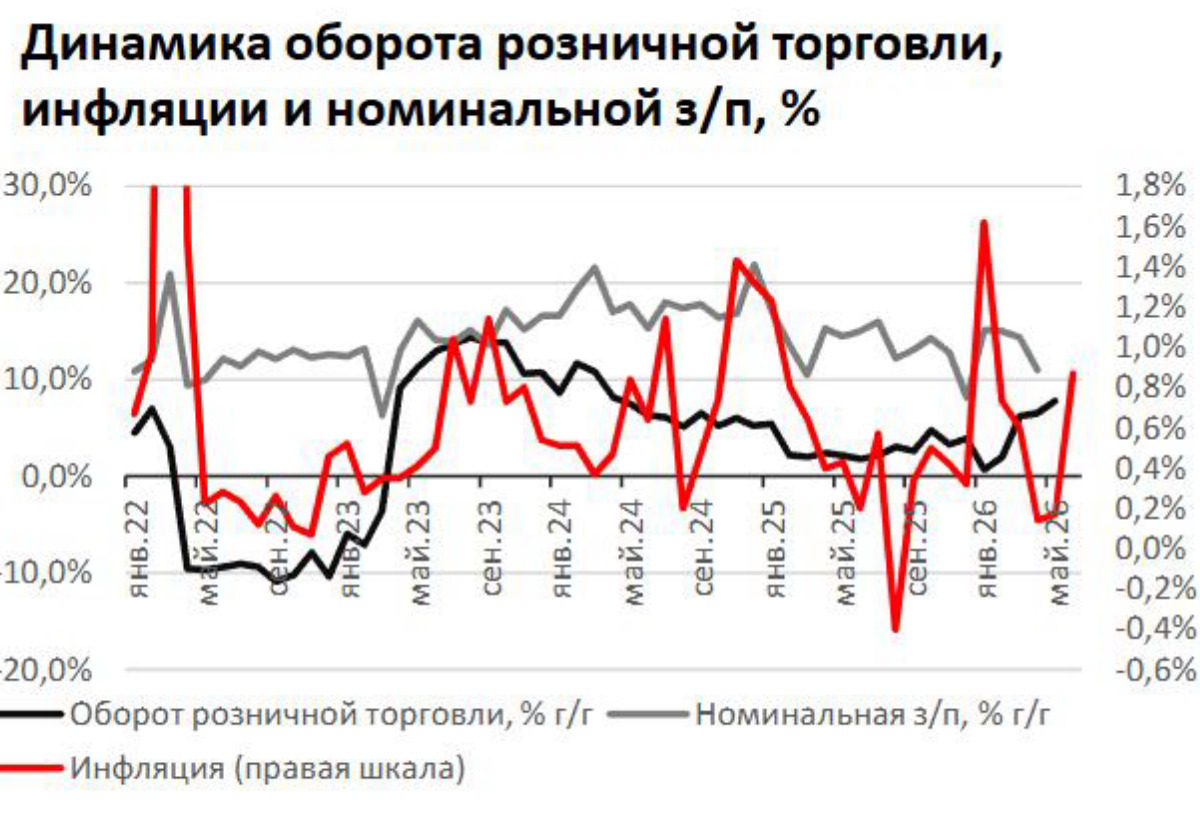 Динамика оборота розничной торговли,
инфляции и номинальной з/п, %
30,0%
20,0%
10,0%
0,0%
-10,0%
-20,0%
1,8%
1,6%
1,4%
1,2%
1,0%
0,8%
0,6%
0,4%
0,2%
0,0%
-0,2%
-0,4%
-0,6%
янв.22
май.22
сен.22
янв.23
май.23
сен.23
янв.24
май.24
сен.24
янв.25
май.25
сен.25
янв.26
май.26
Оборот розничной торговли, % г/г
Номинальная з/п, % г/г
Инфляция (правая шкала)